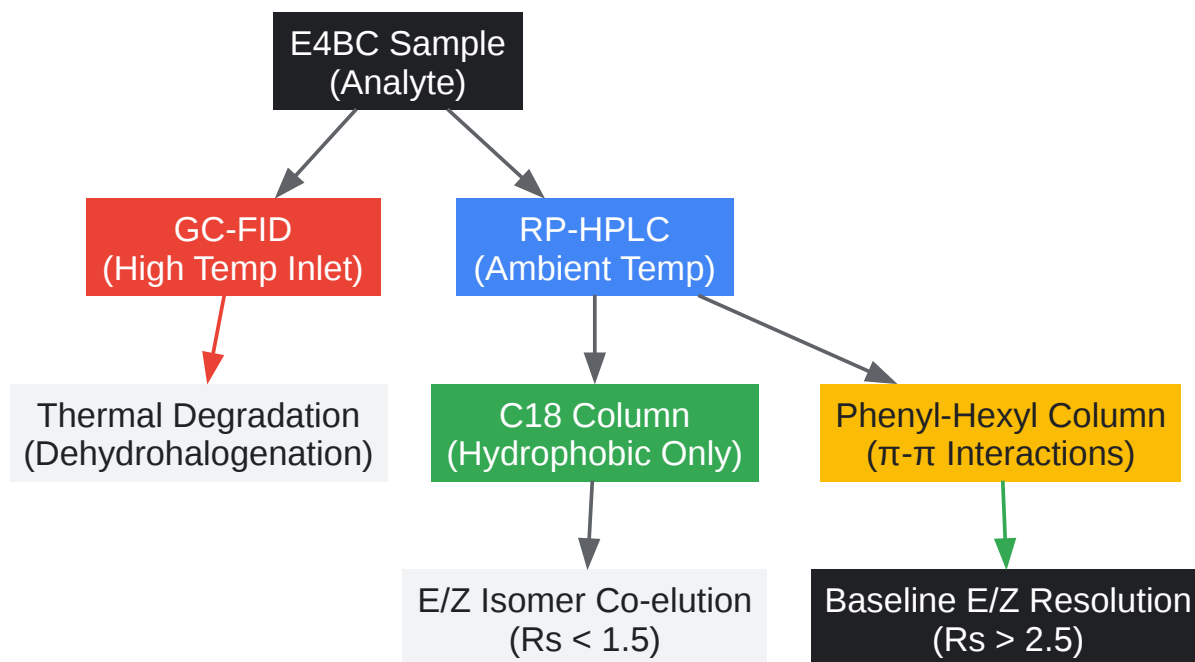 E4BC Sample
(Analyte)
GC-FID
(High Temp Inlet)
RP-HPLC
(Ambient Temp)
Thermal Degradation
(Dehydrohalogenation)
C18 Column
(Hydrophobic Only)
Phenyl-Hexyl Column
(π-π Interactions)
E/Z Isomer Co-elution
(Rs < 1.5)
Baseline E/Z Resolution
(Rs > 2.5)